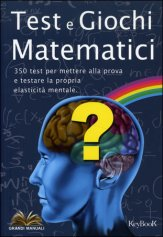 Test e Giochi
Matematici
350 test per mettere alla prova
e testare la propria
elasticità mentale.
?
GRANDI MANUALI
KeyBooK